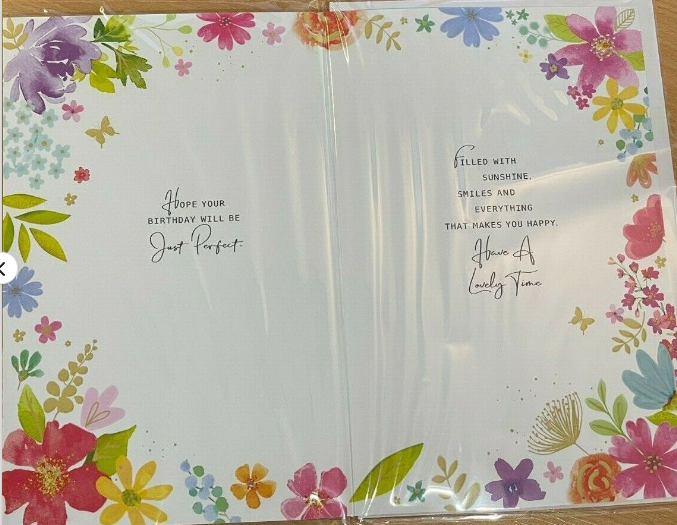 Hope your
birthday will be
Just Perfect.
Filled with
sunshine,
smiles and
everything
that makes you happy.
Have A
Lovely Time